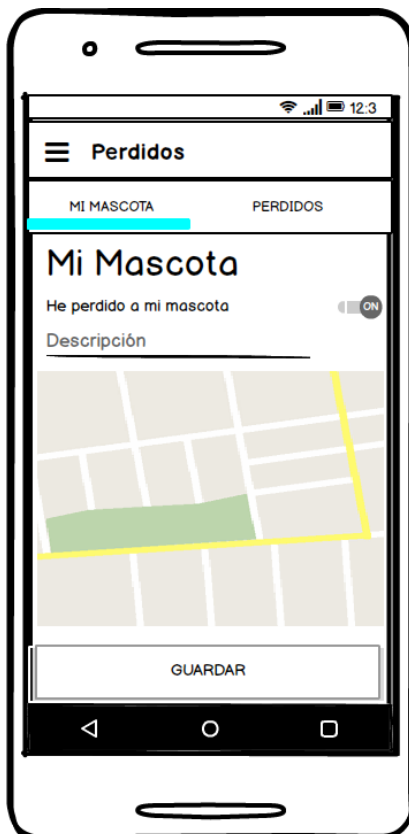 12:3
Perdidos
MI MASCOTA PERDIDOS
Mi Mascota
He perdido a mi mascota ON
Descripción
GUARDAR